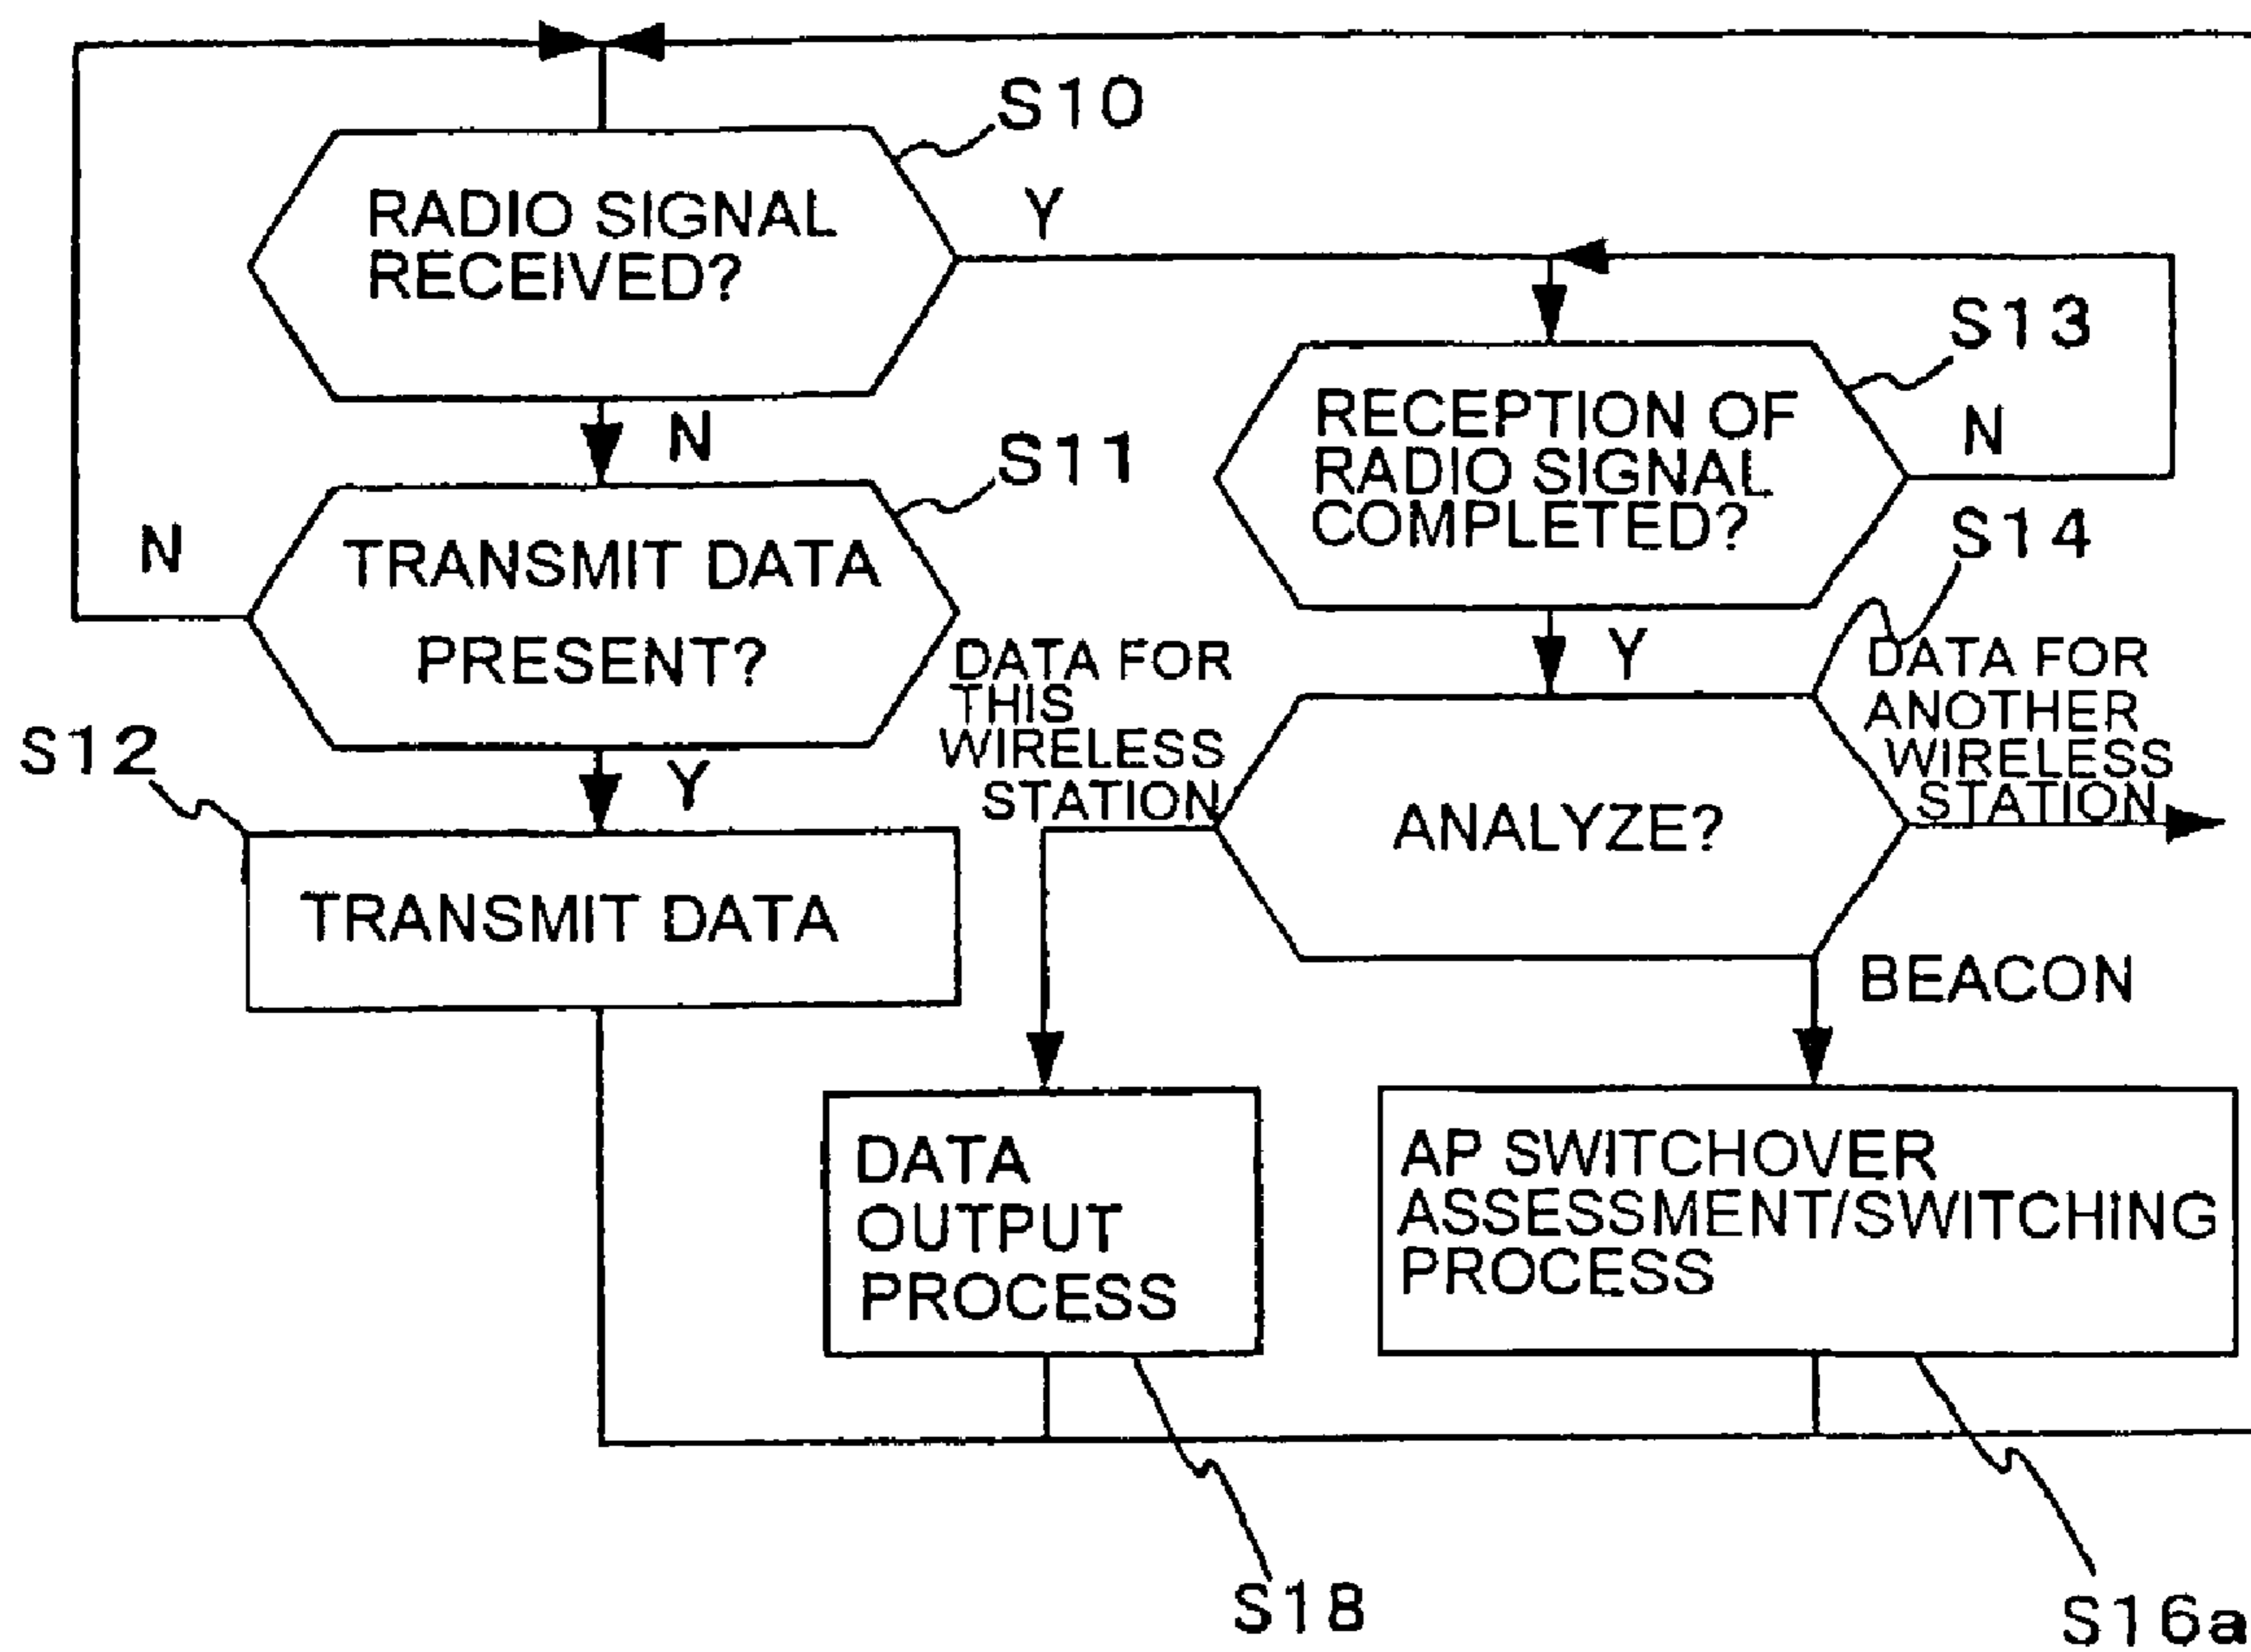 S10
RADIO SIGNAL
RECEIVED?
Y
N
S11
TRANSMIT DATA
PRESENT?
N
Y
S12
TRANSMIT DATA
S13
RECEPTION OF
RADIO SIGNAL
COMPLETED?
N
Y
S14
ANALYZE?
DATA FOR
THIS
WIRELESS
STATION
DATA FOR
ANOTHER
WIRELESS
STATION
BEACON
DATA
OUTPUT
PROCESS
S18
AP SWITCHOVER
ASSESSMENT/SWITCHING
PROCESS
S16a